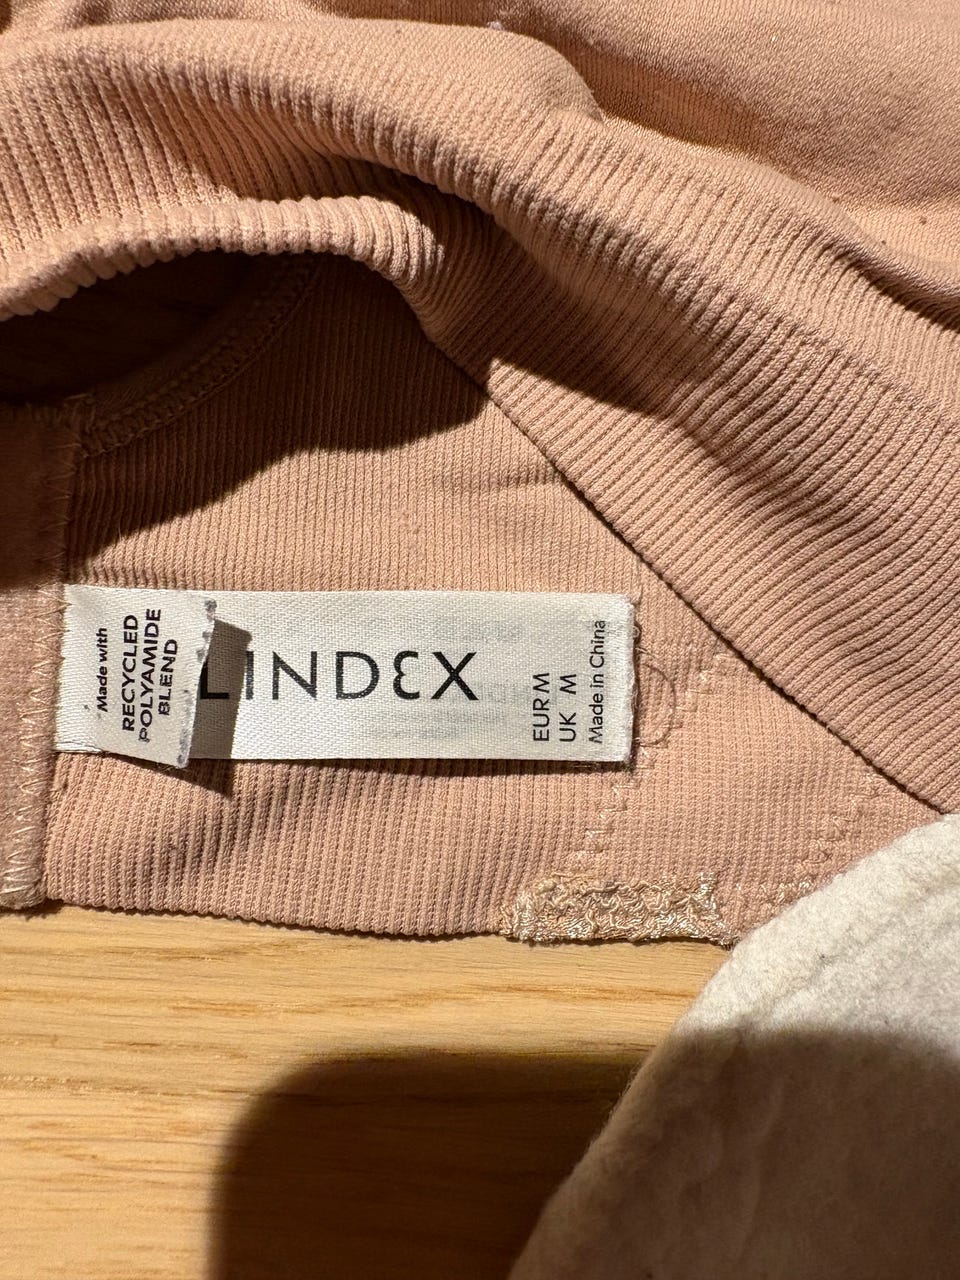 Made with
RECYCLED
POLYAMIDE
BLEND
LINDEX
EUR M
UK M
Made in China